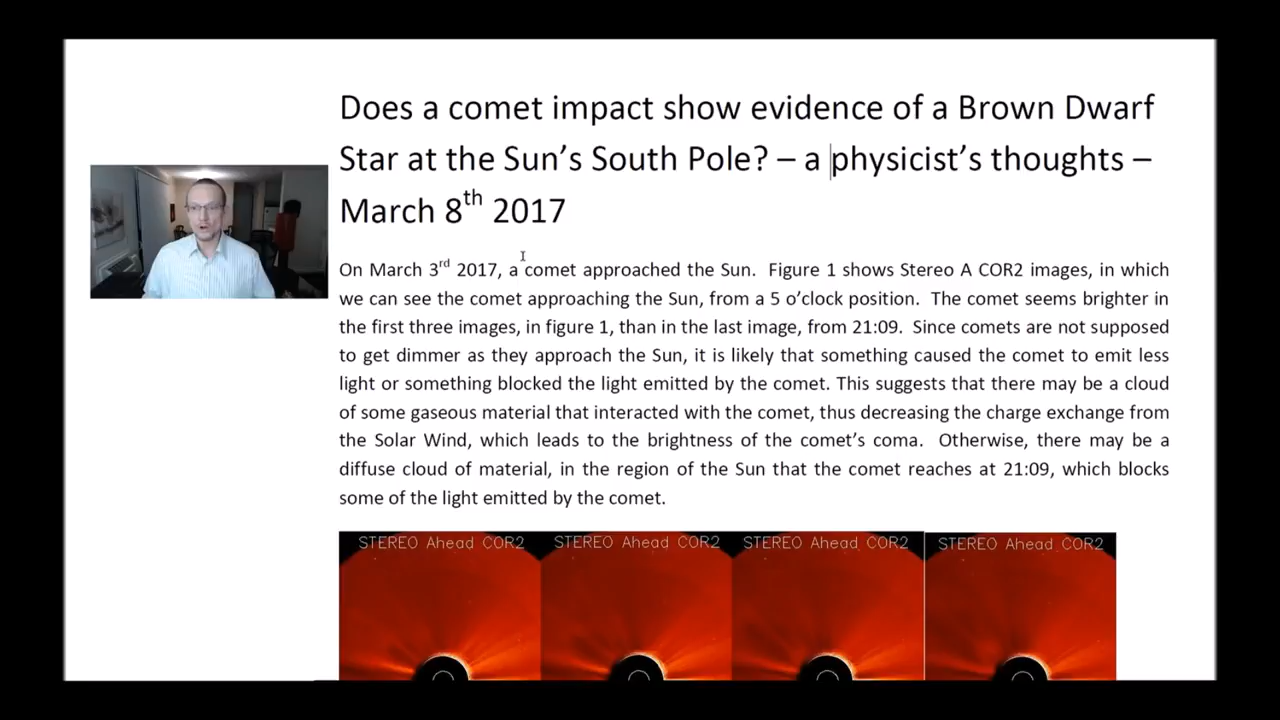 Does a comet impact show evidence of a Brown Dwarf
Star at the Sun's South Pole? – a physicist's thoughts –
March 8th 2017
On March 3rd 2017, a comet approached the Sun.  Figure 1 shows Stereo A COR2 images, in which
we can see the comet approaching the Sun, from a 5 o'clock position.  The comet seems brighter in
the first three images, in figure 1, than in the last image, from 21:09.  Since comets are not supposed
to get dimmer as they approach the Sun, it is likely that something caused the comet to emit less
light or something blocked the light emitted by the comet. This suggests that there may be a cloud
of some gaseous material that interacted with the comet, thus decreasing the charge exchange from
the Solar Wind, which leads to the brightness of the comet's coma.  Otherwise, there may be a
diffuse cloud of material, in the region of the Sun that the comet reaches at 21:09, which blocks
some of the light emitted by the comet.
STEREO Ahead COR2 STEREO Ahead COR2 STEREO Ahead COR2 STEREO Ahead COR2